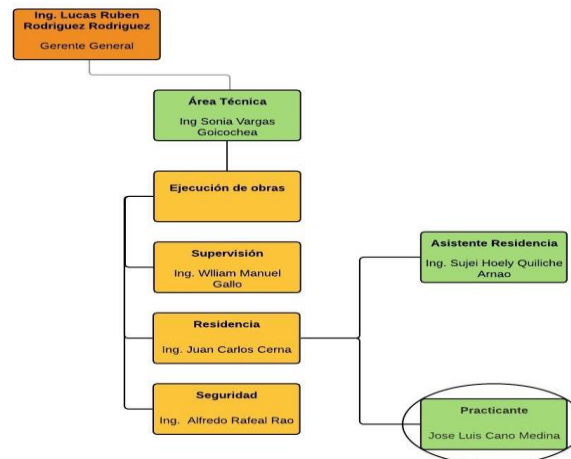 Ing. Lucas Ruben
Rodriguez Rodriguez
Gerente General
Área Técnica
Ing Sonia Vargas
Goicochea
Ejecución de obras
Supervisión
Ing. Wlliam Manuel
Gallo
Residencia
Ing. Juan Carlos Cerna
Seguridad
Ing. Alfredo Rafeal Rao
Asistente Residencia
Ing. Sujei Hoely Quiliche
Arnao
Practicante
Jose Luis Cano Medina